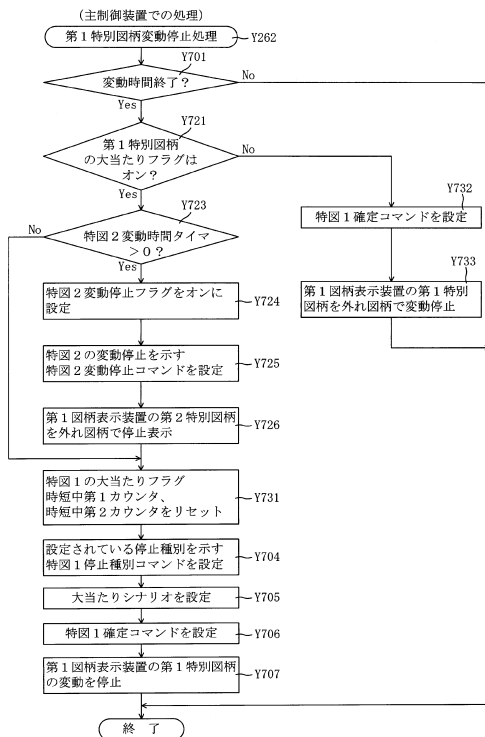 (主制御装置での処理)
第1特別図柄変動停止処理
Y262
Y701
変動時間終了?
No
Yes
Y721
第1特別図柄
の大当たりフラグは
オン?
No
Yes
Y732
特図1確定コマンドを設定
Y733
第1図柄表示装置の第1特別
図柄を外れ図柄で変動停止
Y723
No
特図2変動時間タイマ
>0?
Yes
特図2変動停止フラグをオンに
設定
Y724
特図2の変動停止を示す
特図2変動停止コマンドを設定
Y725
第1図柄表示装置の第2特別図柄
を外れ図柄で停止表示
Y726
特図1の大当たりフラグ
時短中第1カウンタ、
時短中第2カウンタをリセット
Y731
設定されている停止種別を示す
特図1停止種別コマンドを設定
Y704
大当たりシナリオを設定
Y705
特図1確定コマンドを設定
Y706
第1図柄表示装置の第1特別図柄
の変動を停止
Y707
終 了